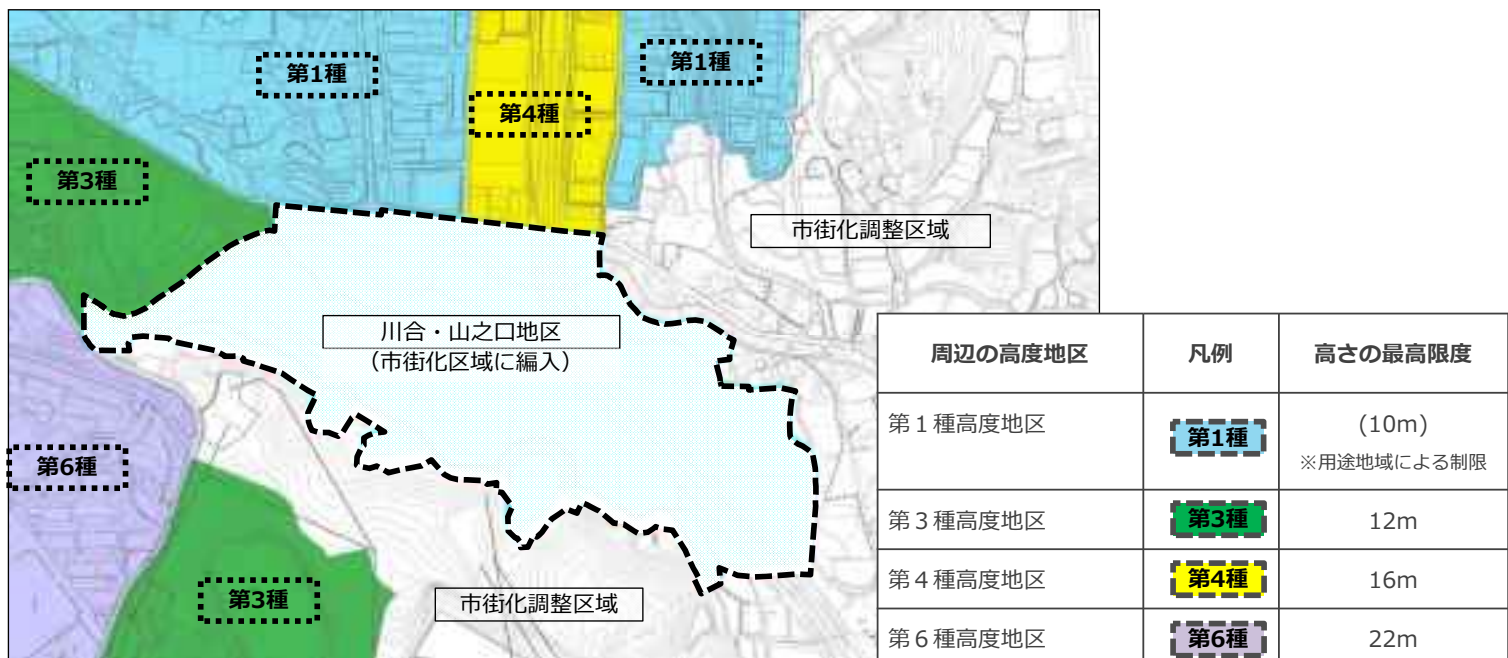 第1種
第1種
第4種
第3種
市街化調整区域
川合・山之口地区
（市街化区域に編入）
第6種
第3種
市街化調整区域
周辺の高度地区 凡例 高さの最高限度
第１種高度地区 第1種 (10m)
※用途地域による制限
第３種高度地区 第3種 12m
第４種高度地区 第4種 16m
第６種高度地区 第6種 22m